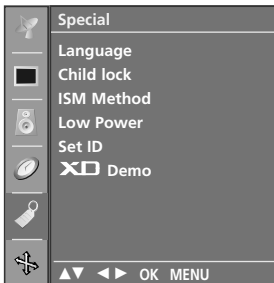 Special
Language
Child lock
ISM Method
Low Power
Set ID
XD Demo
▲▼ ◄► OK MENU